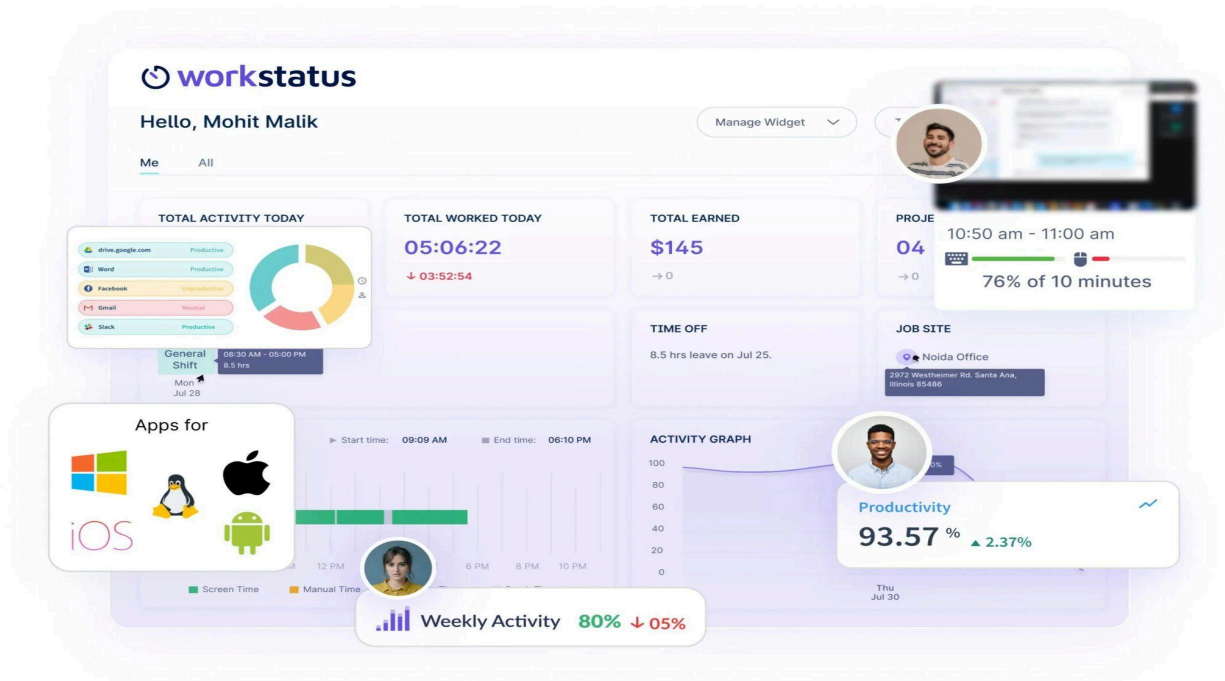 workstatus
Hello, Mohit Malik
Manage Widget
Me All
TOTAL ACTIVITY TODAY
drive.google.com Productive
Word Productive
Facebook Unproductive
Gmail Neutral
Slack Productive
TOTAL WORKED TODAY
05:06:22
↓ 03:52:54
TOTAL EARNED
$145
→ 0
PROJE
04
→ 0
10:50 am - 11:00 am
76% of 10 minutes
General
Shift
08:30 AM - 05:00 PM
8.5 hrs
Mon
Jul 28
TIME OFF
8.5 hrs leave on Jul 25.
JOB SITE
Noida Office
2972 Westheimer Rd. Santa Ana,
Illinois 85486
Apps for
iOS
Start time: 09:09 AM End time: 06:10 PM
12 PM 6 PM 8 PM 10 PM
Screen Time Manual Time
ACTIVITY GRAPH
100
80
60
40
20
0
0%
Thu
Jul 30
Productivity
93.57 % ▲ 2.37%
Weekly Activity 80% ↓ 05%